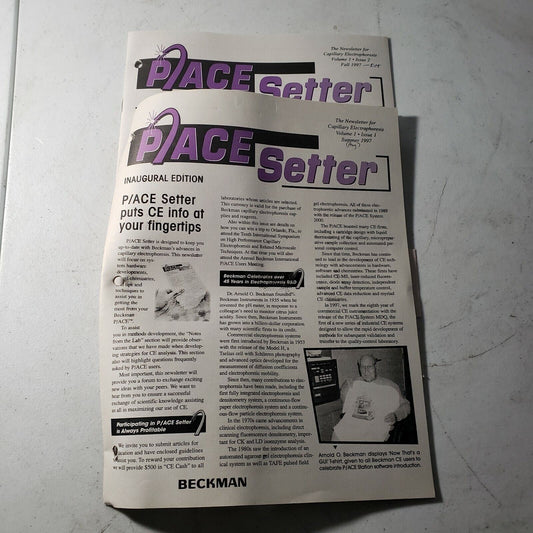 P/ACE
Setter
The Newsletter for
Capillary Electrophoresis
Volume 1 • Issue 2
Fall 1997
P/ACE
Setter
The Newsletter for
Capillary Electrophoresis
Volume 1 • Issue 1
Summer 1997
(Aug)
INAUGURAL EDITION
P/ACE Setter
puts CE info at
your fingertips
P/ACE Setter is designed to keep you
up-to-date with Beckman's advances in
capillary electrophoresis. This newsletter
will focus on sys-
tem hardware
development,
chemistries,
tips and
techniques to
assist you in
getting the
most from your
Beckman
P/ACE™.
To assist
you in methods development, the "Notes
from the Lab" section will provide obser-
vations that we have made when develop-
ing strategies for CE analysis. This section
also will highlight questions frequently
asked by P/ACE users.
Most important, this newsletter will
provide you a forum to exchange exciting
new ideas with your peers. We want to
hear from you to ensure a successful
exchange of scientific knowledge assisting
us all in maximizing our use of CE.
Participating in P/ACE Setter
is Always Profitable
We invite you to submit articles for
and have enclosed guidelines
submit. To reward your contribution
we will provide $500 in "CE Cash" to all
laboratories whose articles are selected.
This currency is valid for the purchase of
Beckman capillary electrophoresis sup-
plies and reagents.
Also within this issue are details on
how you can win a trip to Orlando, Fla., to
attend the Tenth International Symposium
on High Performance Capillary
Electrophoresis and Related Microscale
Techniques. At that time you will also
attend the Annual Beckman International
P/ACE Users Meeting.
Beckman Celebrates over
45 Years in Electrophoresis R&D
Dr. Arnold O. Beckman founded
Beckman Instruments in 1935 when he
invented the pH meter, in response to a
colleague's need to monitor citrus juice
acidity. Since then, Beckman Instruments
has grown into a billion-dollar corporation
with many scientific firsts to its credit.
Commercial electrophoresis systems
were first introduced by Beckman in 1953
with the release of the Model H, a
Tiselius cell with Schlieren photography
and advanced optics developed for the
measurement of diffusion coefficients
and electrophoretic mobility.
Since then, many contributions to elec-
trophoresis have been made, including the
first fully integrated electrophoresis and
densitometry system, a continuous-flow
paper electrophoresis system and a continu-
ous-flow particle electrophoresis system.
In the 1970s came advancements in
clinical electrophoresis, including direct
scanning fluorescence densitometry, impor-
tant for CK and LD isoenzyme analysis.
The 1980s saw the introduction of an
automated agarose gel electrophoresis clin-
ical system as well as TAFE pulsed field
gel electrophoresis. All of these elec-
trophoresis advances culminated in 1989
with the release of the P/ACE System
2000.
The P/ACE boasted many CE firsts,
including a cartridge design with liquid
thermostating of the capillary, microprepar-
ative sample collection and automated per-
sonal computer control.
Since that time, Beckman has contin-
ued to lead in the development of CE tech-
nology with advancements in hardware,
software and chemistries. These firsts have
included CE-MS, laser-induced fluores-
cence, diode array detection, independent
sample and buffer temperature control,
advanced CE data reduction and myriad
CE chemistries.
In 1997, we mark the eighth year of
commercial CE instrumentation with the
release of the P/ACE System MDQ, the
first of a new series of industrial CE systems
designed to allow the rapid development of
methods for subsequent validation and
transfer to the quality-control laboratory.
Arnold O. Beckman displays 'Now That's a
GUI' T-shirt, given to all Beckman CE users to
celebrate P/ACE Station software introduction.
BECKMAN